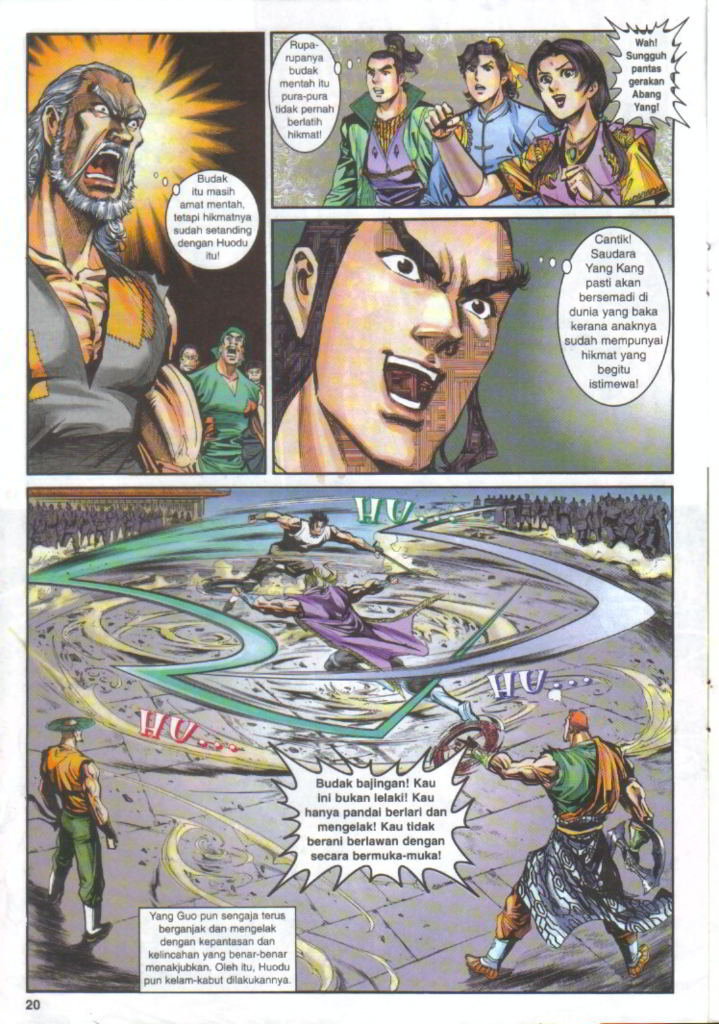 Budak
itu masih
amat mentah,
tetapi hikmatnya
sudah setanding
dengan Huodu
itu!
Rupa-
rupanya
budak
mentah itu
pura-pura
tidak pernah
berlatih
hikmat!
Wah!
Sungguh
pantas
gerakan
Abang
Yang!
Cantik!
Saudara
Yang Kang
pasti akan
bersemadi di
dunia yang baka
kerana anaknya
sudah mempunyai
hikmat yang
begitu
istimewa!
HU...
HU...
HU...
Budak bajingan! Kau
ini bukan lelaki! Kau
hanya pandai berlari dan
mengelak! Kau tidak
berani berlawan dengan
secara bermuka-muka!
Yang Guo pun sengaja terus
berganjak dan mengelak
dengan kepantasan dan
kelincahan yang benar-benar
menakjubkan. Oleh itu, Huodu
pun kelam-kabut dilakukannya.
20